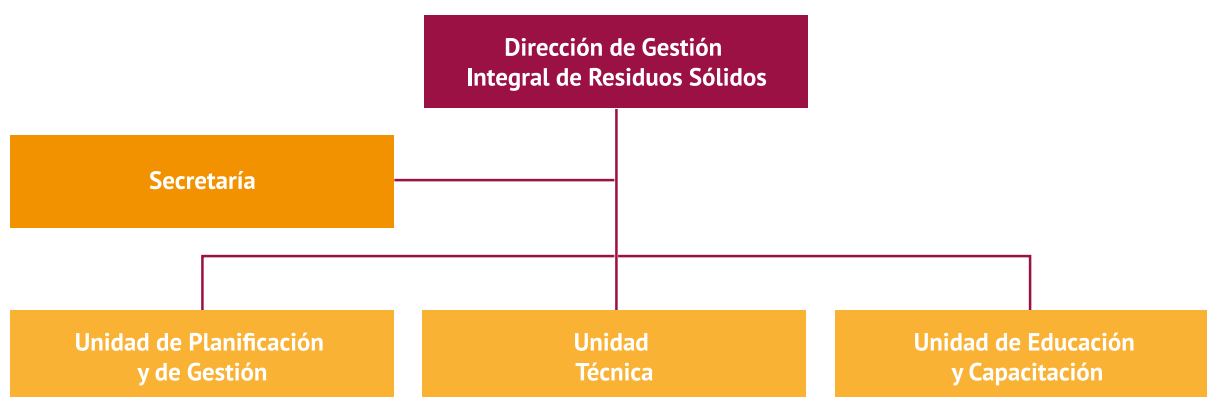 Dirección de Gestión
Integral de Residuos Sólidos
Secretaría
Unidad de Planificación
y de Gestión
Unidad
Técnica
Unidad de Educación
y Capacitación